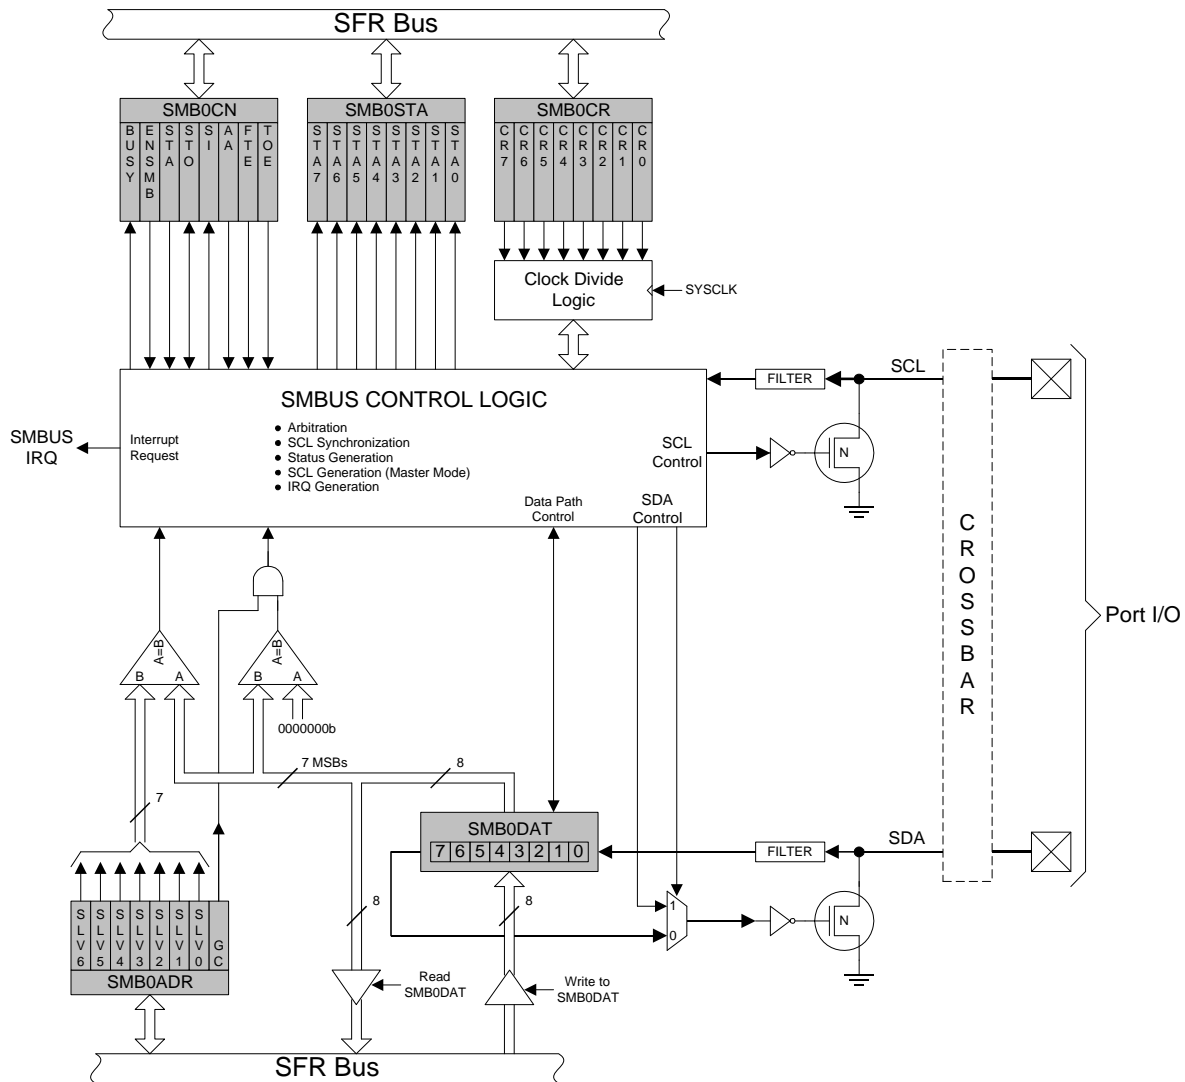 SFR Bus
SMB0CN
SMB0STA
SMB0CR
BUSY
ENSMB
STA
STO
SI
AA
FTE
TOE
STA7
STA6
STA5
STA4
STA3
STA2
STA1
STA0
CR7
CR6
CR5
CR4
CR3
CR2
CR1
CR0
Clock Divide
Logic
SYSCLK
SMBUS CONTROL LOGIC
Arbitration
SCL Synchronization
Status Generation
SCL Generation (Master Mode)
IRQ Generation
SMBUS
IRQ
Interrupt
Request
SCL
Control
Data Path
Control
SDA
Control
FILTER
SCL
N
CROSSBAR
Port I/O
A=B
B
A
A=B
B
A
0000000b
7 MSBs
8
7
SMB0DAT
7 6 5 4 3 2 1 0
FILTER
SDA
1
0
N
8
8
SLV6
SLV5
SLV4
SLV3
SLV2
SLV1
SLV0
GC
SMB0ADR
Read
SMB0DAT
Write to
SMB0DAT
SFR Bus